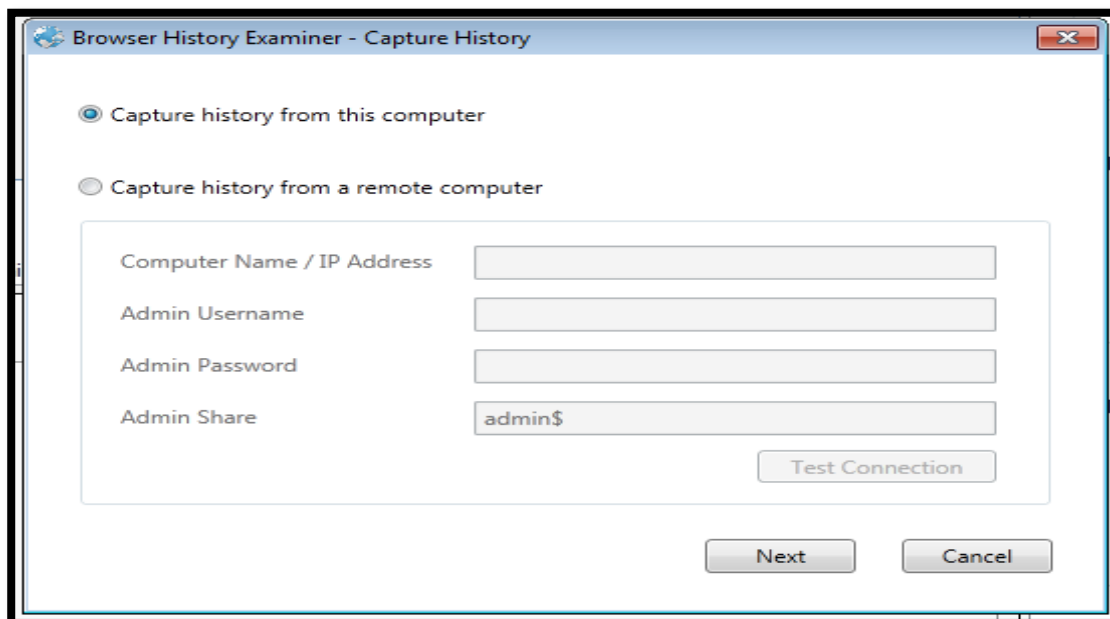 Browser History Examiner - Capture History
Capture history from this computer
Capture history from a remote computer
Computer Name / IP Address
Admin Username
Admin Password
Admin Share admin$
Test Connection
Next Cancel